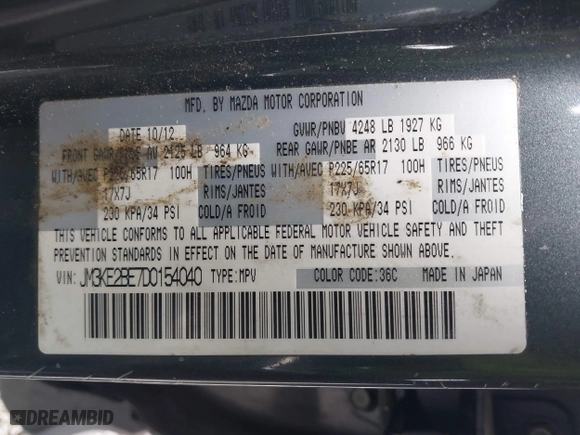 MFD. BY MAZDA MOTOR CORPORATION
DATE 10/12 GVWR/PNBV 4248 LB 1927 KG
FRONT GAWR/PNBE AV 2125 LB 964 KG REAR GAWR/PNBE AR 2130 LB 966 KG
WITH/AVEC P225/65R17 100H TIRES/PNEUS WITH/AVEC P225/65R17 100H TIRES/PNEUS
17X7J RIMS/JANTES 17X7J RIMS/JANTES
230 KPA/34 PSI COLD/A FROID 230 KPA/34 PSI COLD/A FROID
THIS VEHICLE CONFORMS TO ALL APPLICABLE FEDERAL MOTOR VEHICLE SAFETY AND THEFT
PREVENTION STANDARDS IN EFFECT ON THE DATE OF MANUFACTURE SHOWN ABOVE.
VIN: JM3KE2BE7D0154040 TYPE: MPV COLOR CODE: 36C MADE IN JAPAN
DREAMBID